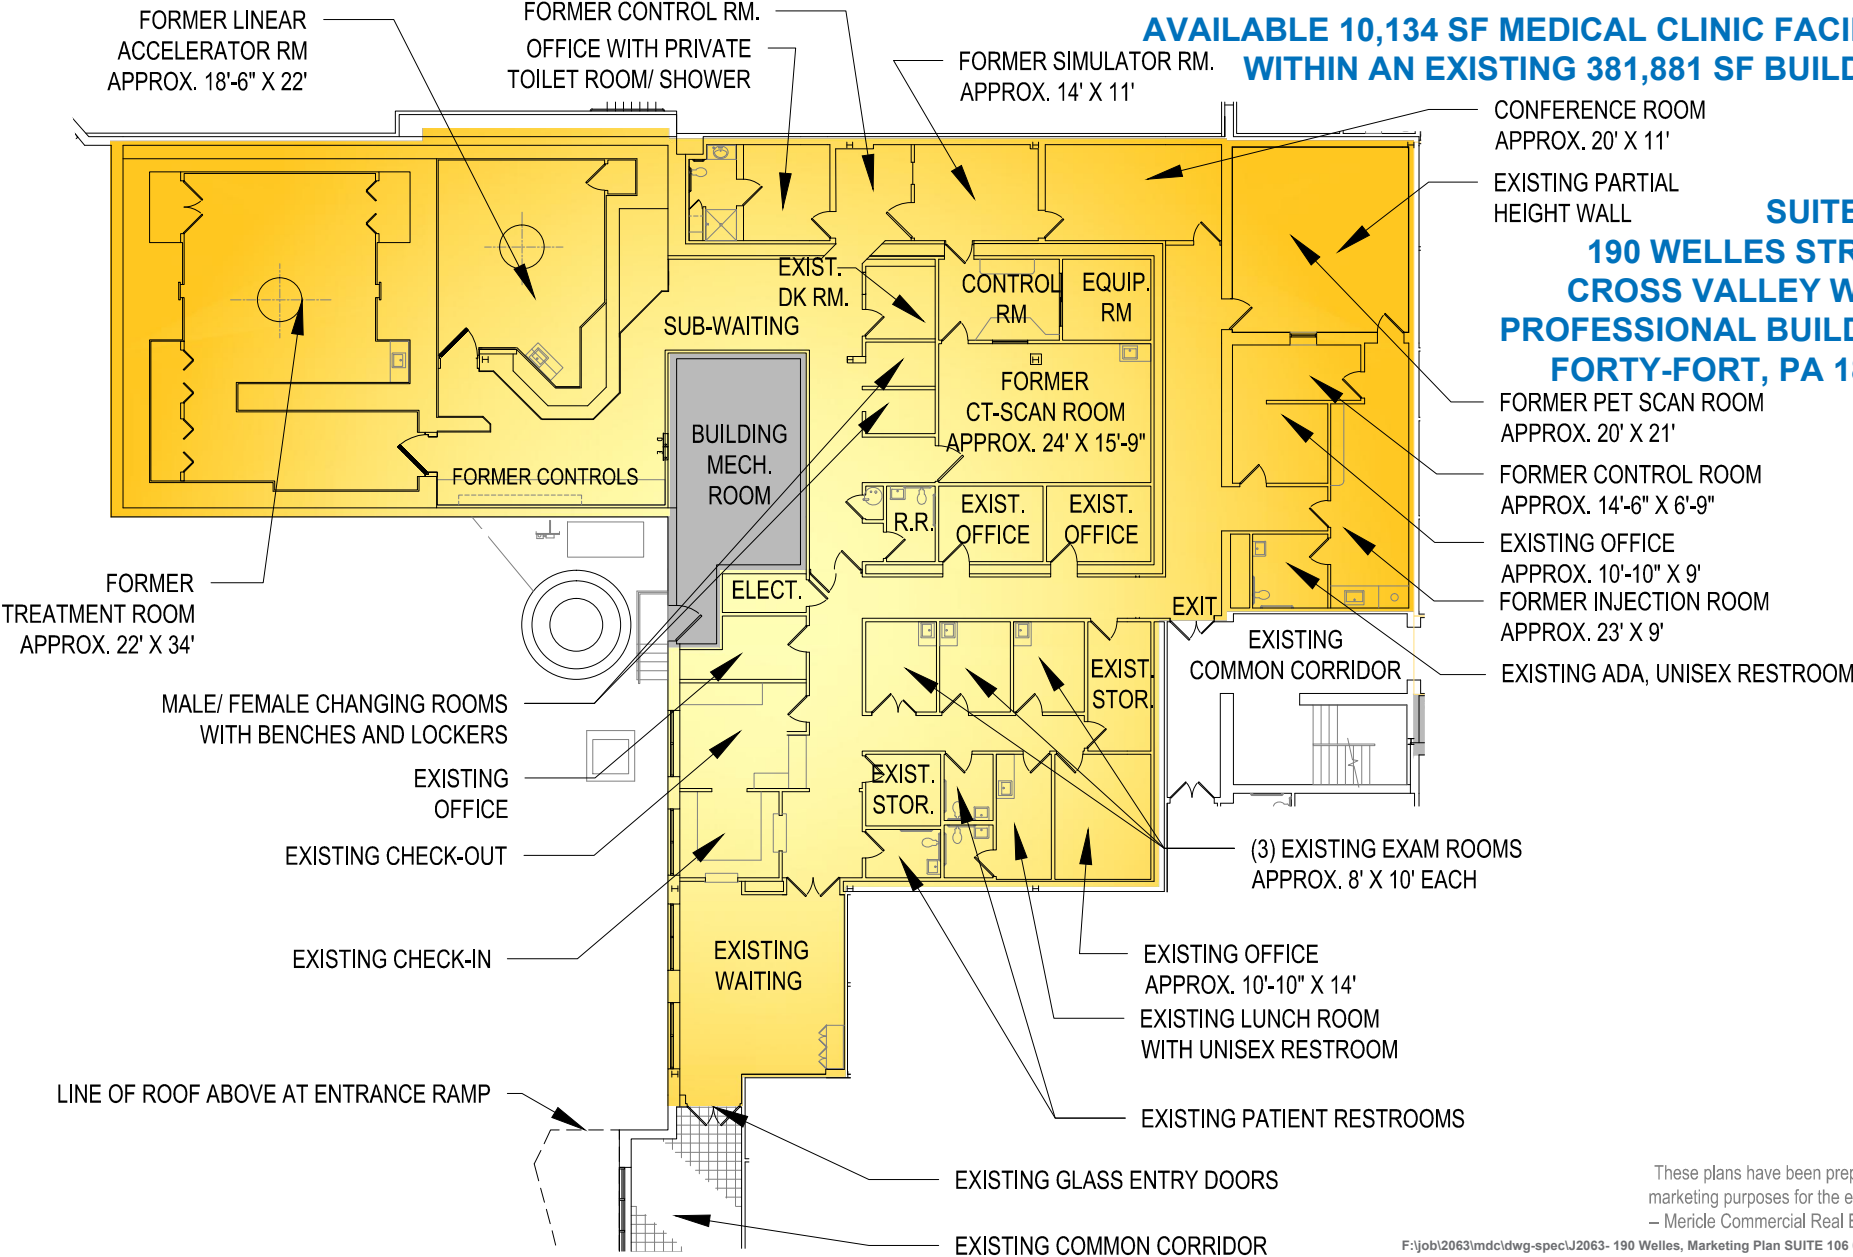 FORMER LINEAR
ACCELERATOR RM
APPROX. 18'-6" X 22'
FORMER CONTROL RM.
OFFICE WITH PRIVATE
TOILET ROOM/ SHOWER
FORMER SIMULATOR RM.
APPROX. 14' X 11'
AVAILABLE 10,134 SF MEDICAL CLINIC
WITHIN AN EXISTING 381,881 SF
CONFERENCE ROOM
APPROX. 20' X 11'
EXISTING PARTIAL
HEIGHT WALL
SUITE
190 WELLES
CROSS VALLEY
PROFESSIONAL
FORTY-FORT, PA
EXIST.
DK RM.
CONTROL
RM
EQUIP.
RM
SUB-WAITING
FORMER
CT-SCAN ROOM
APPROX. 24' X 15'-9"
BUILDING
MECH.
ROOM
FORMER CONTROLS
R.R.
EXIST.
OFFICE
EXIST.
OFFICE
FORMER PET SCAN ROOM
APPROX. 20' X 21'
FORMER CONTROL ROOM
APPROX. 14'-6" X 6'-9"
EXISTING OFFICE
APPROX. 10'-10" X 9'
FORMER INJECTION ROOM
APPROX. 23' X 9'
EXISTING ADA, UNISEX RESTROOM
FORMER
TREATMENT ROOM
APPROX. 22' X 34'
ELECT.
EXIT
EXISTING
COMMON CORRIDOR
EXIST.
STOR.
MALE/ FEMALE CHANGING ROOMS
WITH BENCHES AND LOCKERS
EXISTING
OFFICE
EXIST.
STOR.
EXISTING CHECK-OUT
(3) EXISTING EXAM ROOMS
APPROX. 8' X 10' EACH
EXISTING CHECK-IN
EXISTING
WAITING
EXISTING OFFICE
APPROX. 10'-10" X 14'
EXISTING LUNCH ROOM
WITH UNISEX RESTROOM
LINE OF ROOF ABOVE AT ENTRANCE RAMP
EXISTING PATIENT RESTROOMS
EXISTING GLASS ENTRY DOORS
EXISTING COMMON CORRIDOR
These plans have been
marketing purposes for the
– Mericle Commercial Real
F:\job\2063\mdc\dwg-spec\J2063- 190 Welles, Marketing Plan SUITE 106